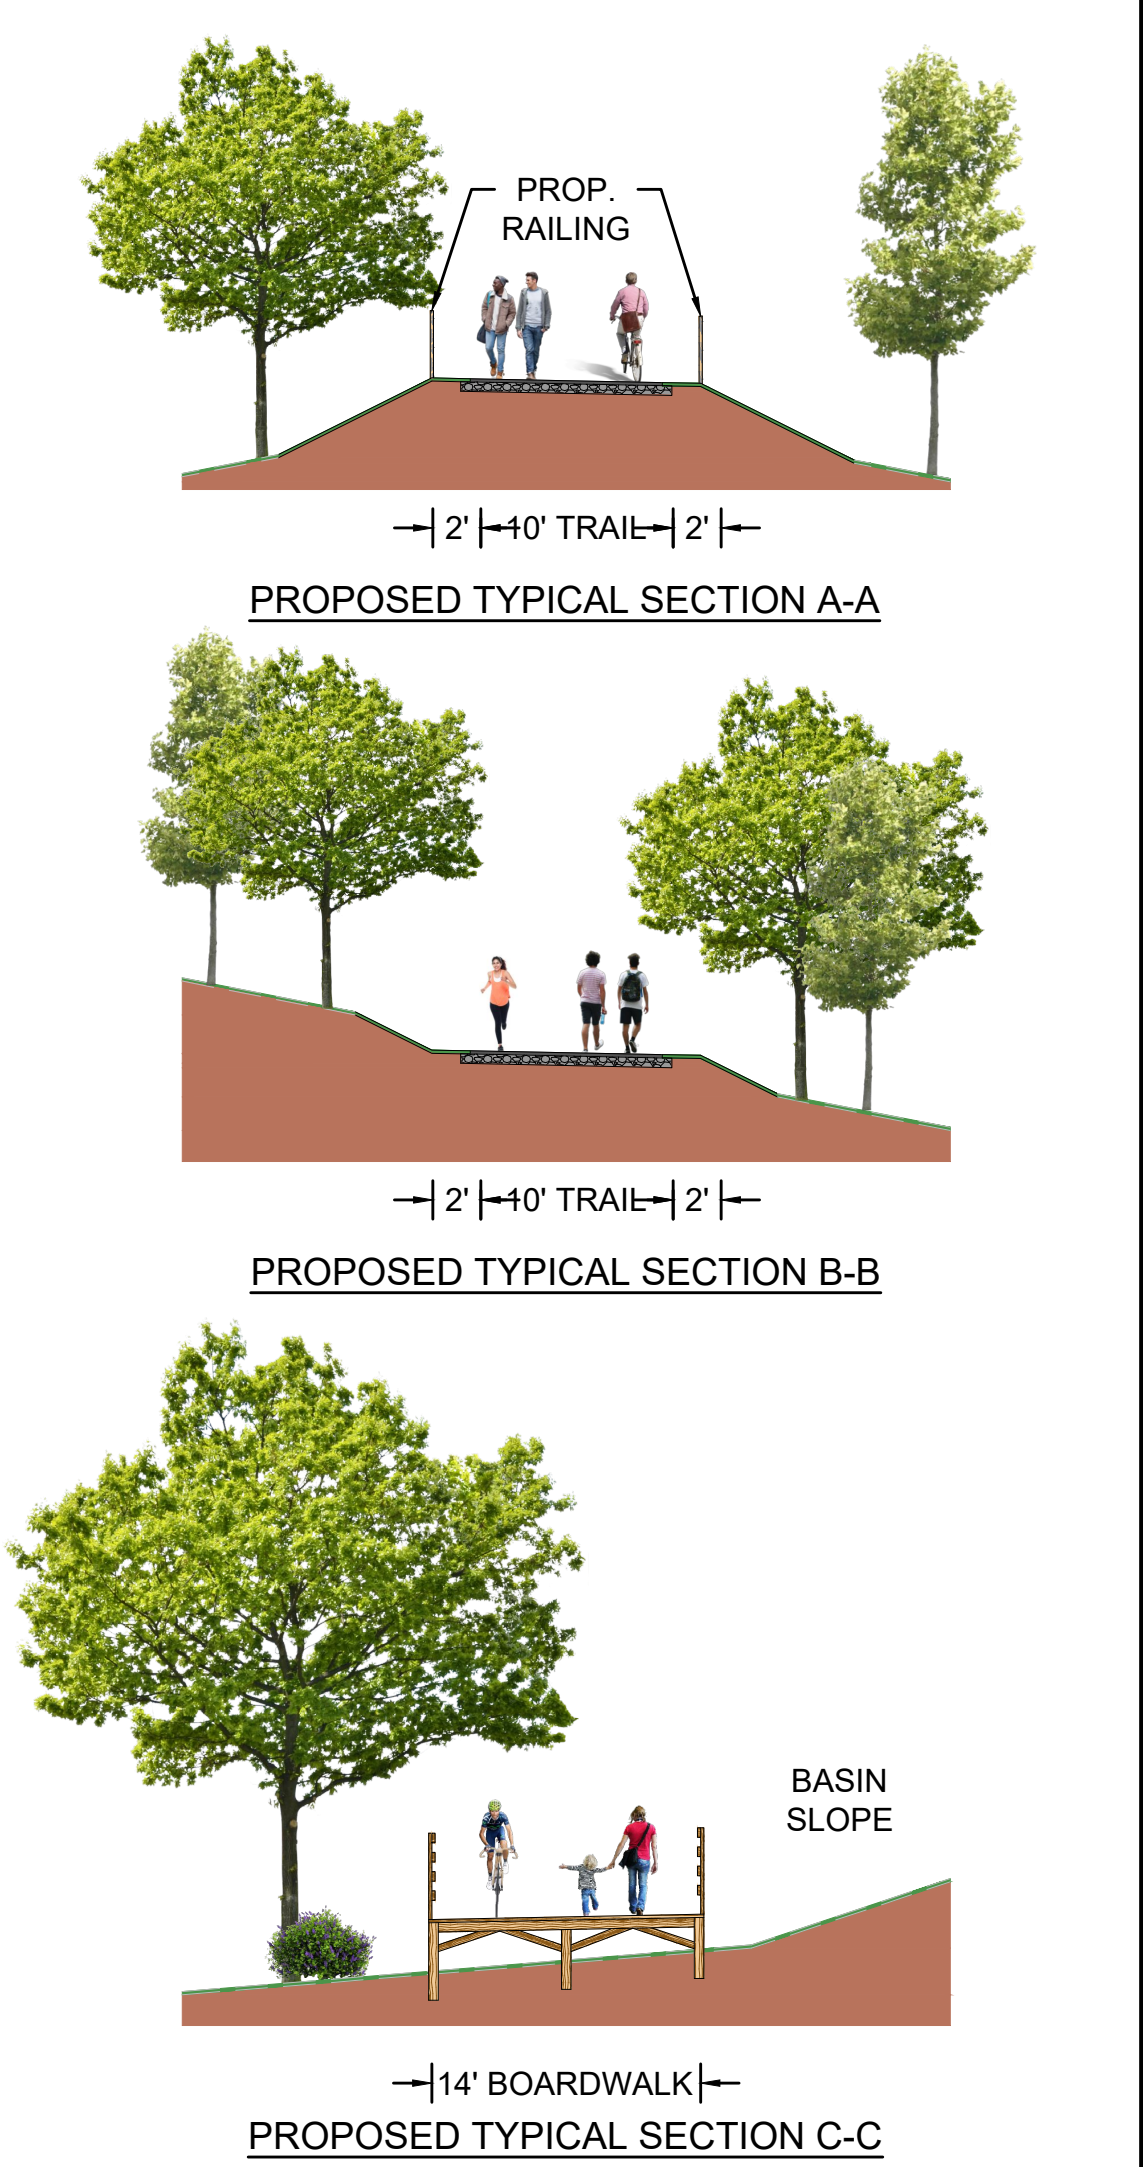 PROP.
RAILING
2' 10' TRAIL 2'
PROPOSED TYPICAL SECTION A-A
2' 10' TRAIL 2'
PROPOSED TYPICAL SECTION B-B
BASIN
SLOPE
14' BOARDWALK
PROPOSED TYPICAL SECTION C-C